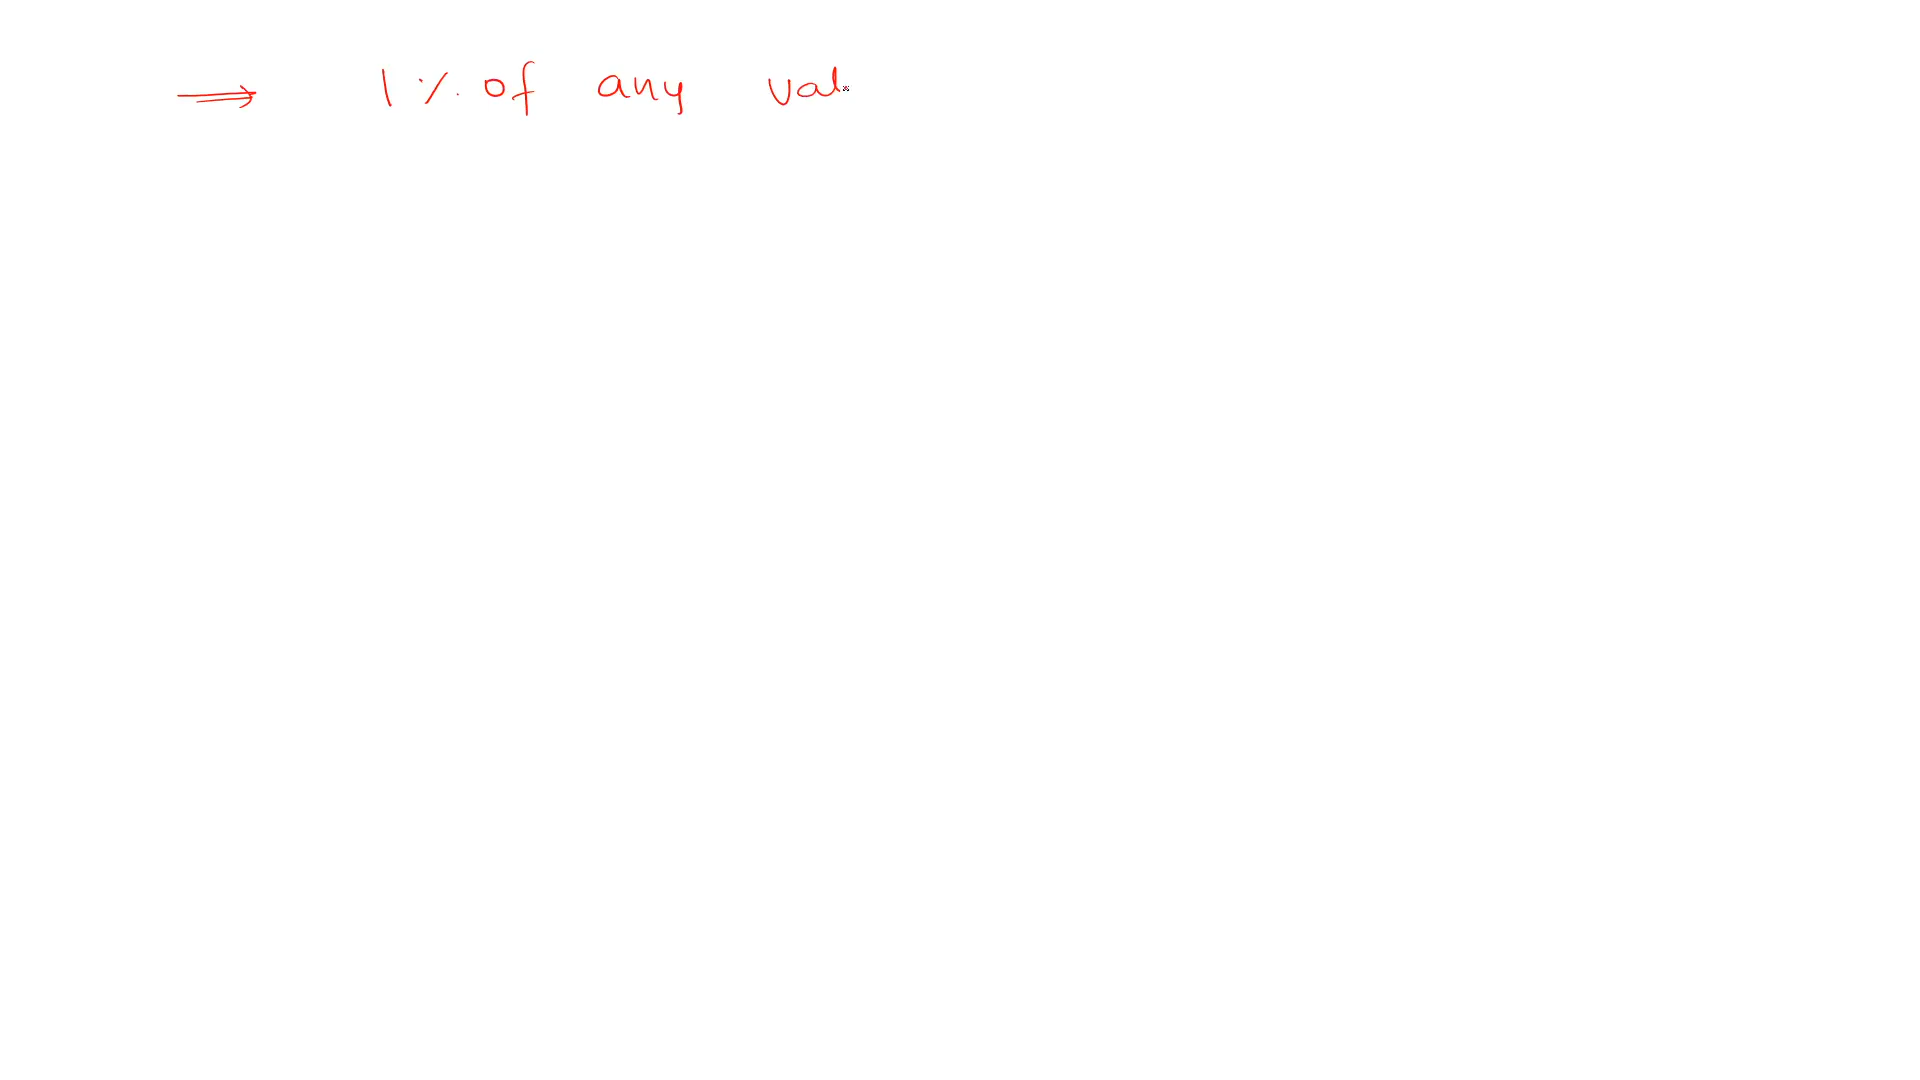 ⇒ 1% of any val